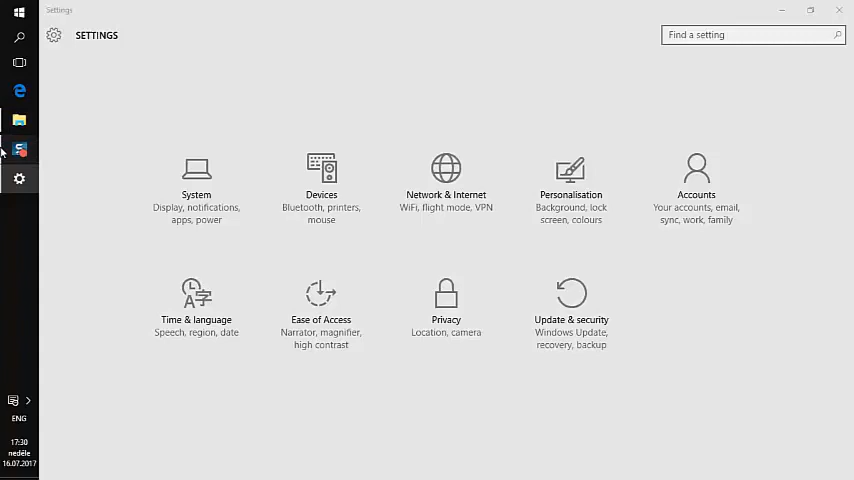 Settings
SETTINGS
Find a setting
System
Display, notifications,
apps, power
Devices
Bluetooth, printers,
mouse
Network & Internet
WiFi, flight mode, VPN
Personalisation
Background, lock
screen, colours
Accounts
Your accounts, email,
sync, work, family
Time & language
Speech, region, date
Ease of Access
Narrator, magnifier,
high contrast
Privacy
Location, camera
Update & security
Windows Update,
recovery, backup
ENG
17:30
neděle
16.07.2017